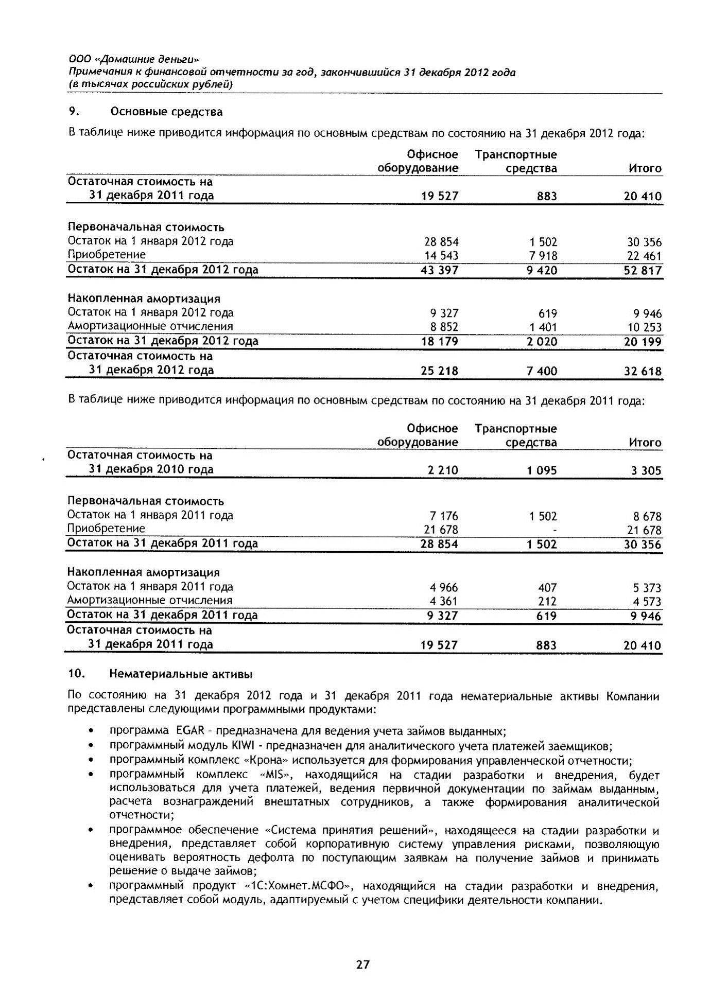 ООО «Домашние деньги»
Примечания к финансовой отчетности за год, закончившийся 31 декабря 2012 года
(в тысячах российских рублей)
9. Основные средства
В таблице ниже приводится информация по основным средствам по состоянию на 31 декабря 2012 года:
Офисное Транспортные
оборудование средства Итого
Остаточная стоимость на
31 декабря 2011 года 19 527 883 20 410
Первоначальная стоимость
Остаток на 1 января 2012 года 28 854 1 502 30 356
Приобретение 14 543 7 918 22 461
Остаток на 31 декабря 2012 года 43 397 9 420 52 817
Накопленная амортизация
Остаток на 1 января 2012 года 9 327 619 9 946
Амортизационные отчисления 8 852 1 401 10 253
Остаток на 31 декабря 2012 года 18 179 2 020 20 199
Остаточная стоимость на
31 декабря 2012 года 25 218 7 400 32 618
В таблице ниже приводится информация по основным средствам по состоянию на 31 декабря 2011 года:
Офисное Транспортные
оборудование средства Итого
Остаточная стоимость на
31 декабря 2010 года 2 210 1 095 3 305
Первоначальная стоимость
Остаток на 1 января 2011 года 7 176 1 502 8 678
Приобретение 21 678 - 21 678
Остаток на 31 декабря 2011 года 28 854 1 502 30 356
Накопленная амортизация
Остаток на 1 января 2011 года 4 966 407 5 373
Амортизационные отчисления 4 361 212 4 573
Остаток на 31 декабря 2011 года 9 327 619 9 946
Остаточная стоимость на
31 декабря 2011 года 19 527 883 20 410
10. Нематериальные активы
По состоянию на 31 декабря 2012 года и 31 декабря 2011 года нематериальные активы Компании
представлены следующими программными продуктами:
• программа EGAR - предназначена для ведения учета займов выданных;
• программный модуль KIWI - предназначен для аналитического учета платежей заемщиков;
• программный комплекс «Крона» используется для формирования управленческой отчетности;
• программный комплекс «MIS», находящийся на стадии разработки и внедрения, будет
использоваться для учета платежей, ведения первичной документации по займам выданным,
расчета вознаграждений внештатных сотрудников, а также формирования аналитической
отчетности;
• программное обеспечение «Система принятия решений», находящееся на стадии разработки и
внедрения, представляет собой корпоративную систему управления рисками, позволяющую
оценивать вероятность дефолта по поступающим заявкам на получение займов и принимать
решение о выдаче займов;
• программный продукт «1С:Хомнет.МСФО», находящийся на стадии разработки и внедрения,
представляет собой модуль, адаптируемый с учетом специфики деятельности компании.
27